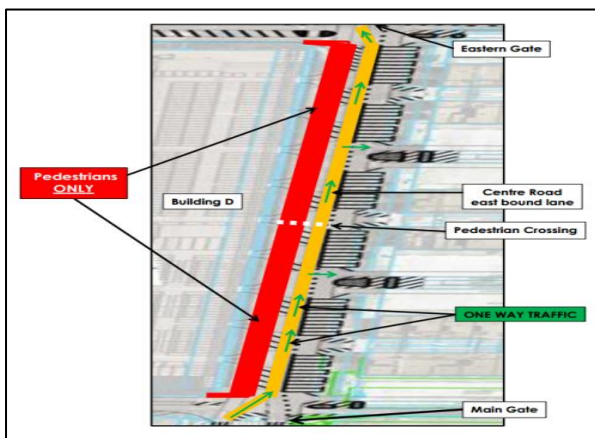 Eastern Gate
Pedestrians
ONLY
Building D
Centre Road
east bound lane
Pedestrian Crossing
ONE WAY TRAFFIC
Main Gate